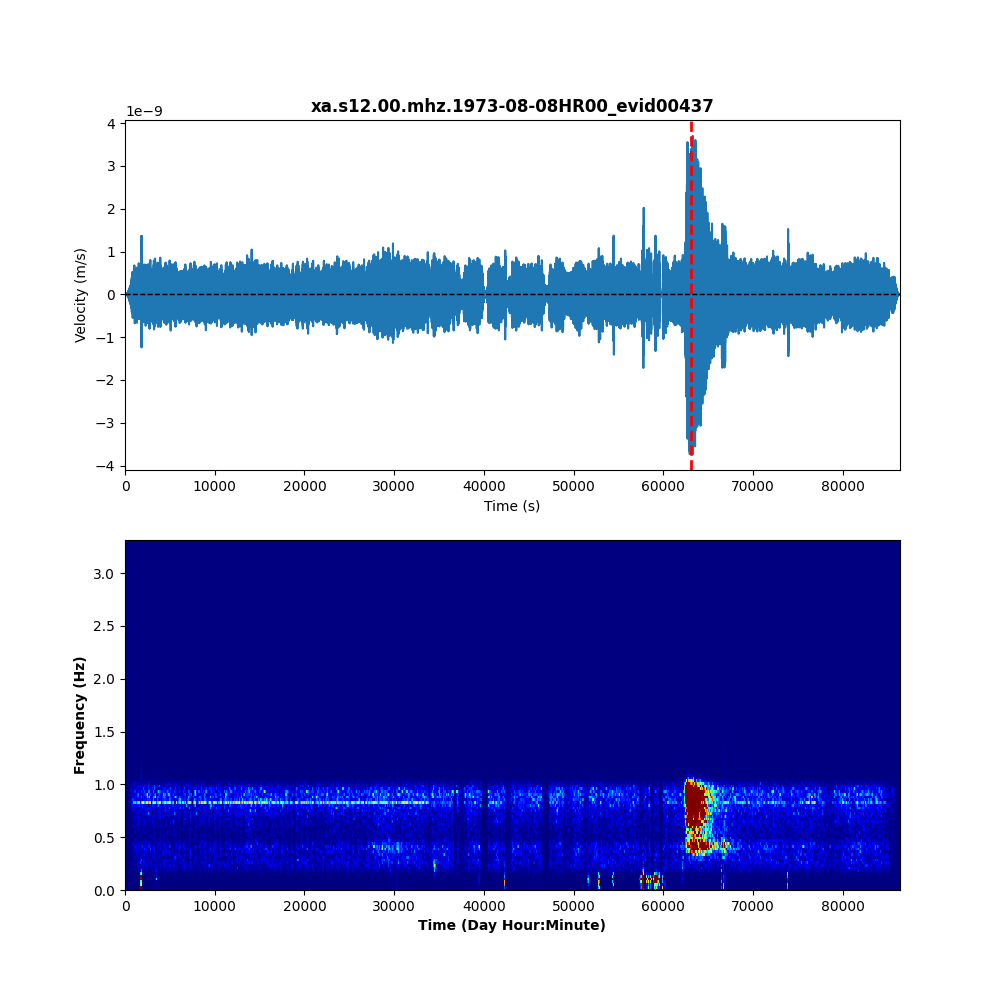 xa.s12.00.mhz.1973-08-08HR00_evid00437
1e−9
4
3
2
1
0
−1
−2
−3
−4
Velocity (m/s)
0 10000 20000 30000 40000 50000 60000 70000 80000
Time (s)
3.0
2.5
2.0
1.5
1.0
0.5
0.0
Frequency (Hz)
0 10000 20000 30000 40000 50000 60000 70000 80000
Time (Day Hour:Minute)